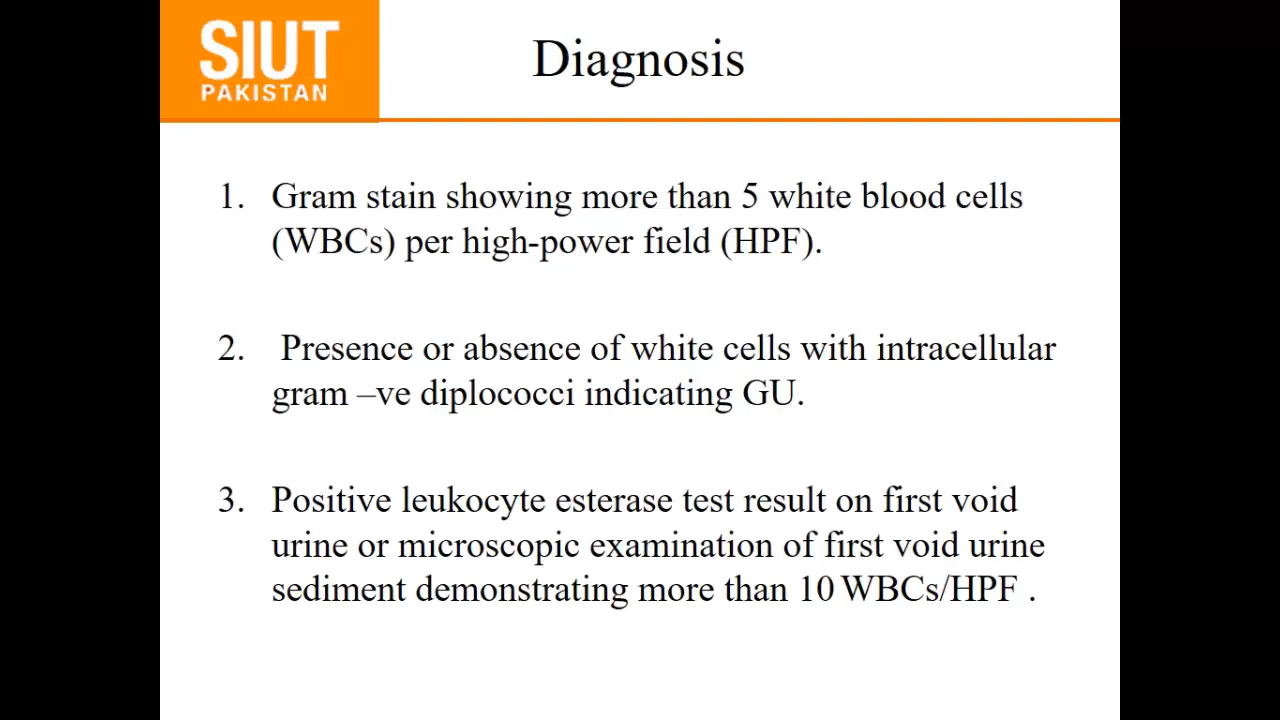 SIUT
PAKISTAN
Diagnosis
1. Gram stain showing more than 5 white blood cells
(WBCs) per high-power field (HPF).
2. Presence or absence of white cells with intracellular
gram –ve diplococci indicating GU.
3. Positive leukocyte esterase test result on first void
urine or microscopic examination of first void urine
sediment demonstrating more than 10 WBCs/HPF .